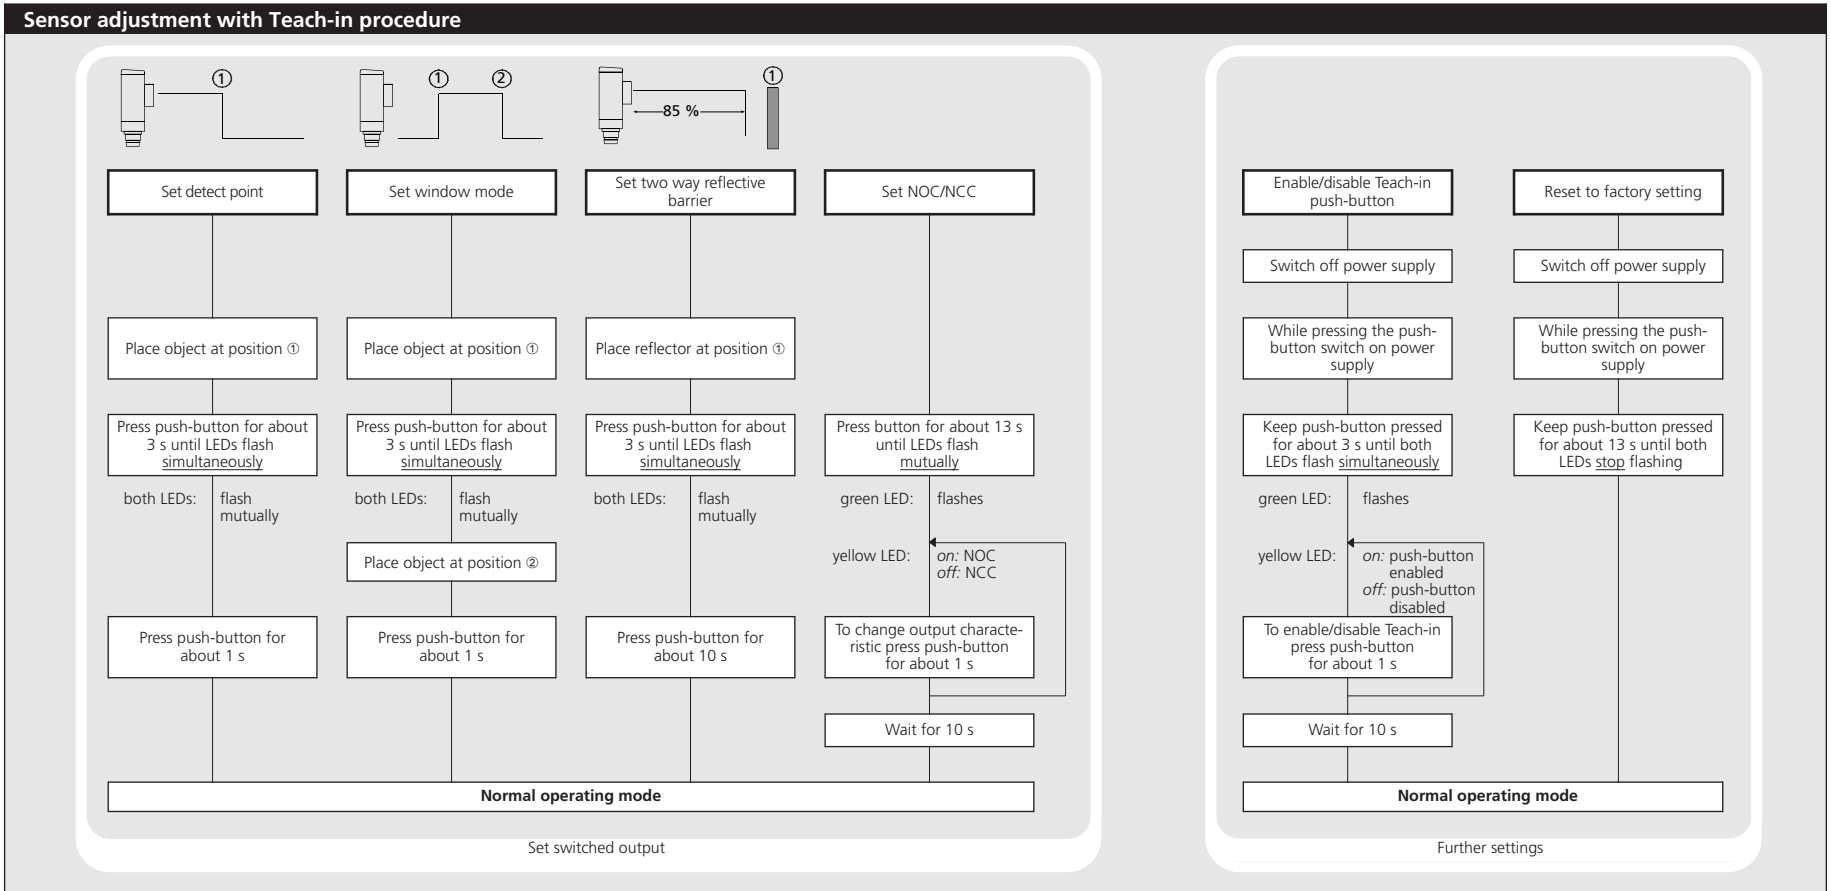 Sensor adjustment with Teach-in procedure
①
① ②
①
85 %
Set detect point
Set window mode
Set two way reflective
barrier
Set NOC/NCC
Place object at position ①
Place object at position ①
Place reflector at position ①
Press push-button for about
3 s until LEDs flash
simultaneously
Press push-button for about
3 s until LEDs flash
simultaneously
Press push-button for about
3 s until LEDs flash
simultaneously
Press button for about 13 s
until LEDs flash
mutually
both LEDs: flash
mutually
both LEDs: flash
mutually
both LEDs: flash
mutually
green LED: flashes
Place object at position ②
yellow LED: on: NOC
off: NCC
Press push-button for
about 1 s
Press push-button for
about 1 s
Press push-button for
about 10 s
To change output characte-
ristic press push-button
for about 1 s
Wait for 10 s
Normal operating mode
Set switched output
Enable/disable Teach-in
push-button
Reset to factory setting
Switch off power supply
Switch off power supply
While pressing the push-
button switch on power
supply
While pressing the push-
button switch on power
supply
Keep push-button pressed
for about 3 s until both
LEDs flash simultaneously
Keep push-button pressed
for about 13 s until both
LEDs stop flashing
green LED: flashes
yellow LED: on: push-button
enabled
off: push-button
disabled
To enable/disable Teach-in
press push-button
for about 1 s
Wait for 10 s
Normal operating mode
Further settings